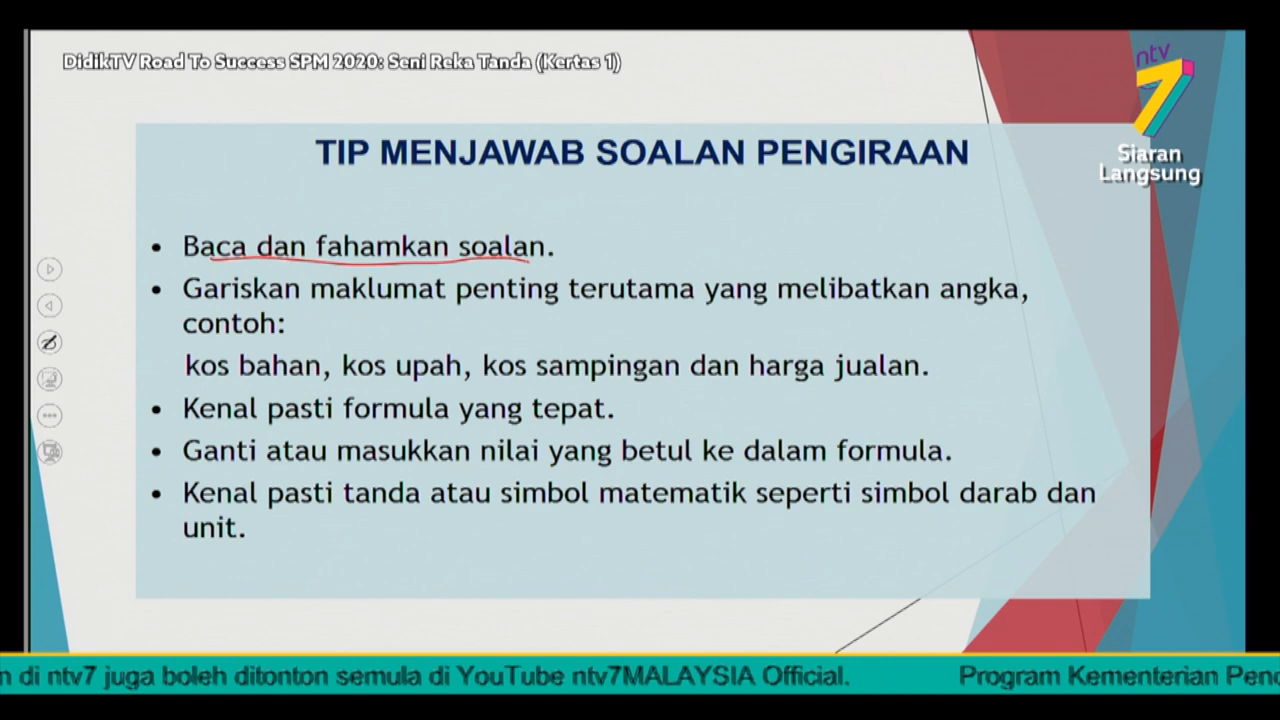 DidikTV Road To Success SPM 2020: Seni Reka Tanda (Kertas 1)
ntv
7
Siaran
Langsung
TIP MENJAWAB SOALAN PENGIRAAN
• Baca dan fahamkan soalan.
• Gariskan maklumat penting terutama yang melibatkan angka,
contoh:
kos bahan, kos upah, kos sampingan dan harga jualan.
• Kenal pasti formula yang tepat.
• Ganti atau masukkan nilai yang betul ke dalam formula.
• Kenal pasti tanda atau simbol matematik seperti simbol darab dan
unit.
di ntv7 juga boleh ditonton semula di YouTube ntv7MALAYSIA Official. Program Kementerian